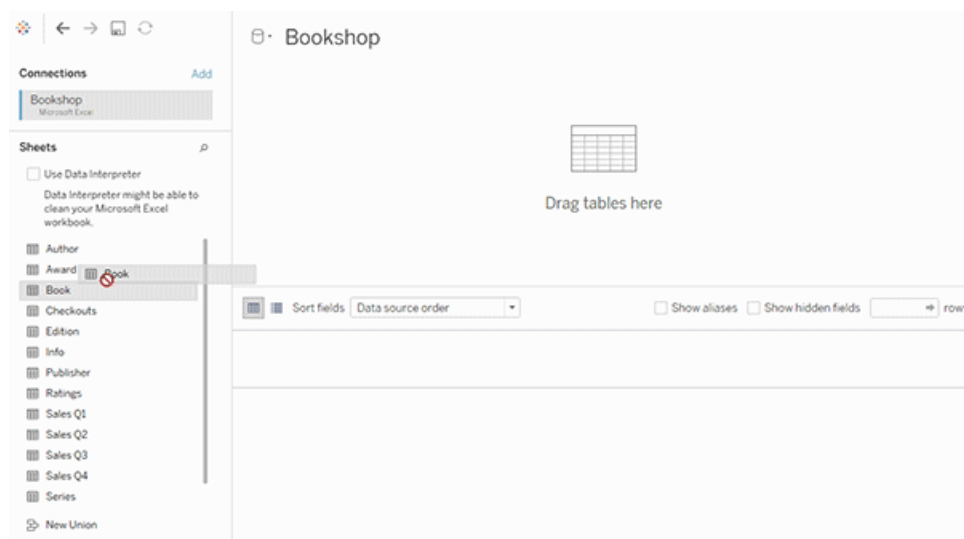 Bookshop
Connections
Add
Bookshop
Microsoft Excel
Sheets
Use Data Interpreter
Data Interpreter might be able to
clean your Microsoft Excel
workbook.
Author
Award
Book
Book
Checkouts
Edition
Info
Publisher
Ratings
Sales Q1
Sales Q2
Sales Q3
Sales Q4
Series
New Union
Drag tables here
Sort fields
Data source order
Show aliases
Show hidden fields
row